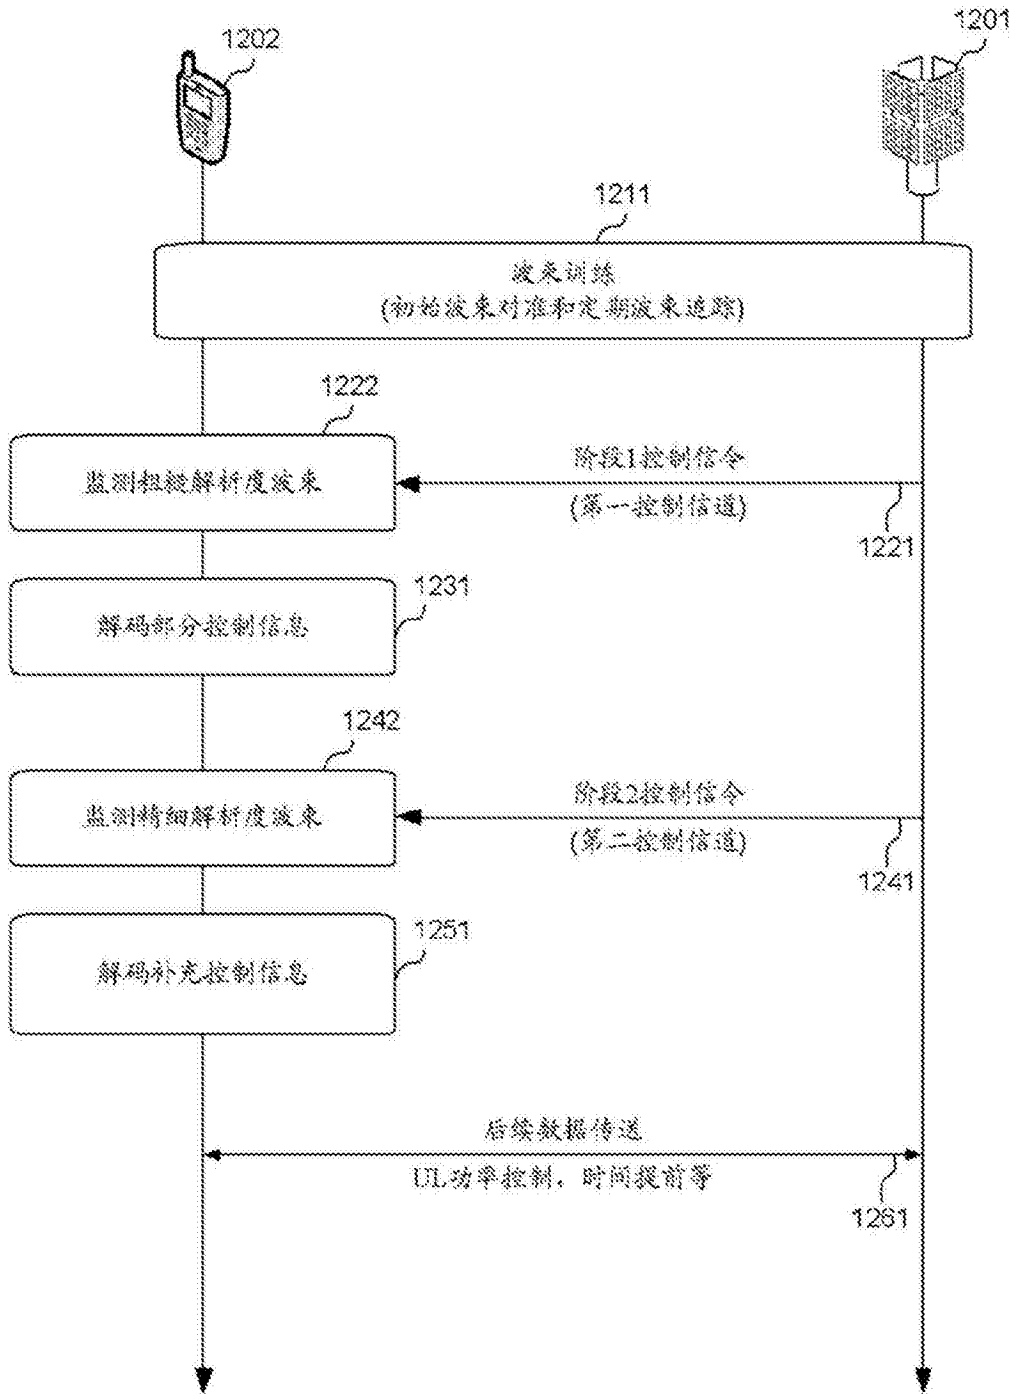 1202
1201
1211
波束训练
(初始波束对准和定期波束追踪)
1222
监测粗糙解析度波束
阶段1控制信令
(第一控制信道)
1221
1231
解码部分控制信息
1242
监测精细解析度波束
阶段2控制信令
(第二控制信道)
1241
1251
解码补充控制信息
后续数据传送
UL功率控制,时间提前等
1261